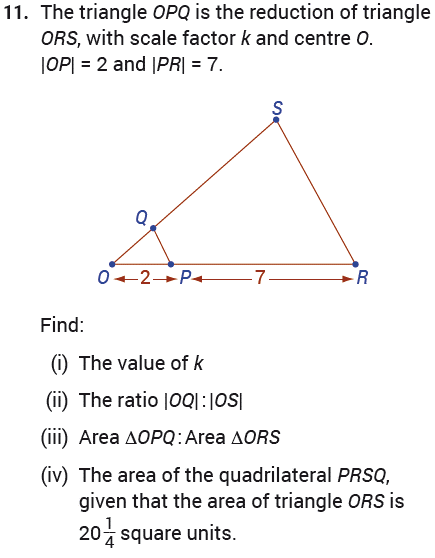 11. The triangle OPQ is the reduction of triangle
ORS, with scale factor k and centre O.
|OP| = 2 and |PR| = 7.
S
Q
O 2 P 7 R
Find:
(i) The value of k
(ii) The ratio |OQ|:|OS|
(iii) Area ΔOPQ:Area ΔORS
(iv) The area of the quadrilateral PRSQ,
given that the area of triangle ORS is
20 1/4 square units.